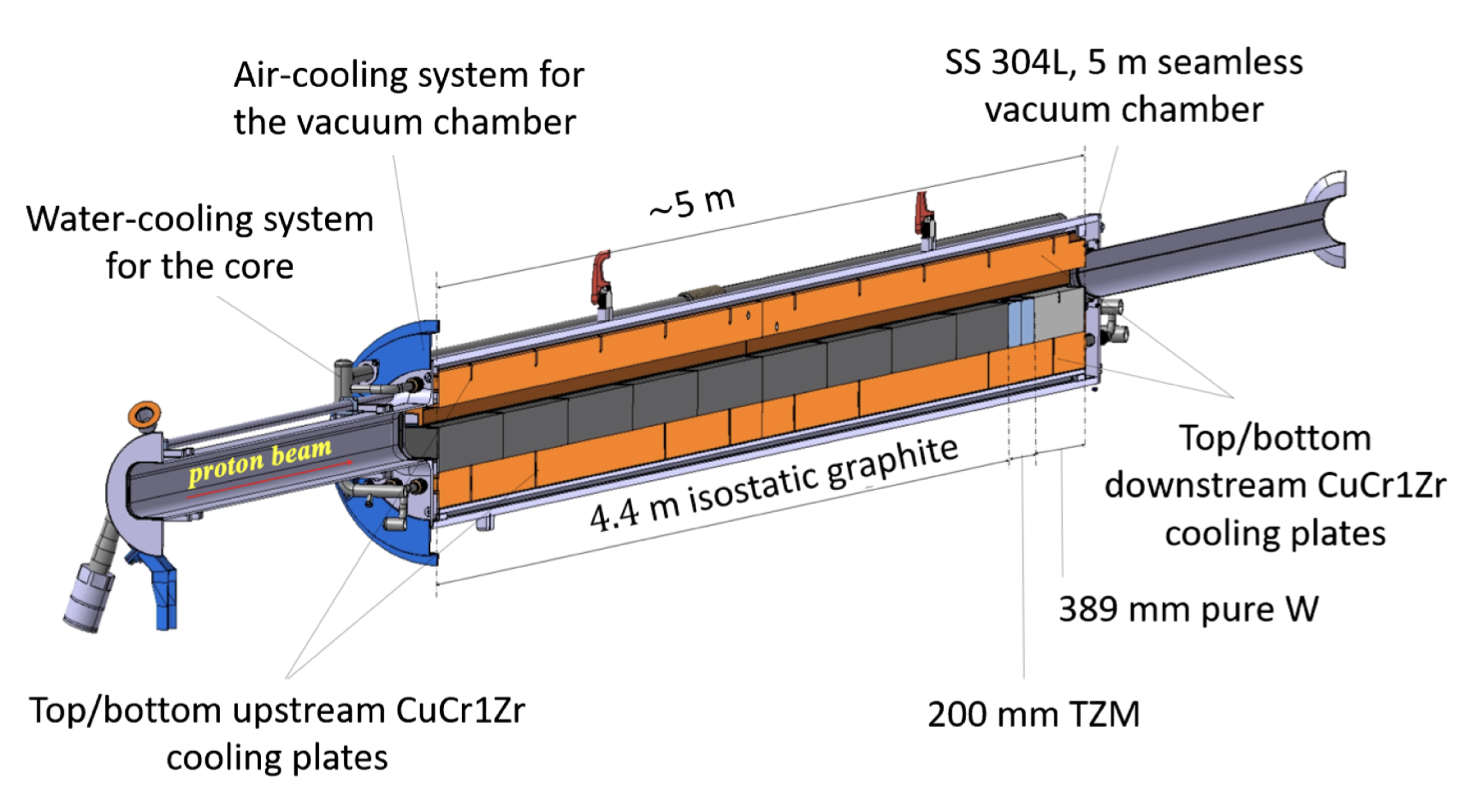 Air-cooling system for
the vacuum chamber
SS 304L, 5 m seamless
vacuum chamber
Water-cooling system
for the core
~5 m
proton beam
4.4 m isostatic graphite
Top/bottom
downstream CuCr1Zr
cooling plates
389 mm pure W
200 mm TZM
Top/bottom upstream CuCr1Zr
cooling plates